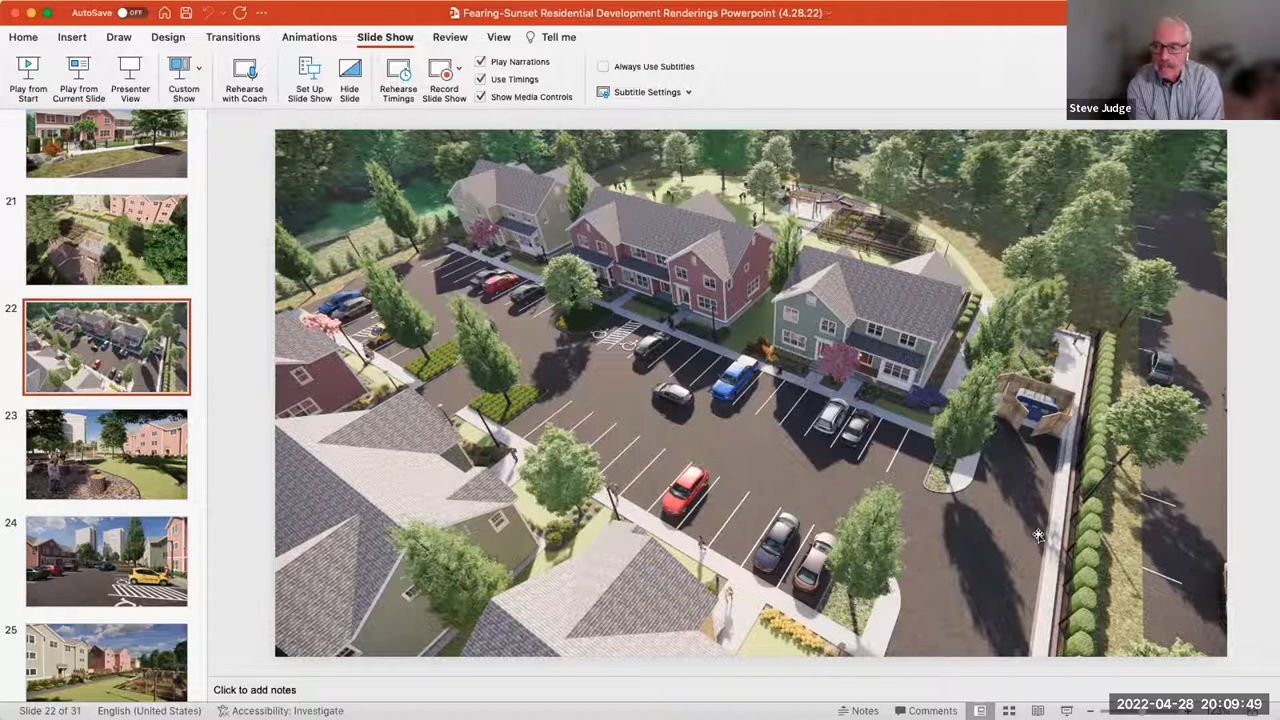 AutoSave OFF
Fearing-Sunset Residential Development Renderings Powerpoint (4.28.22)
Home Insert Draw Design Transitions Animations Slide Show Review View Tell me
Play from Start
Play from Current Slide
Presenter View
Custom Show
Rehearse with Coach
Set Up Slide Show
Hide Slide
Rehearse Timings
Record Slide Show
Play Narrations
Use Timings
Show Media Controls
Always Use Subtitles
Subtitle Settings
Steve Judge
21
22
23
24
25
Click to add notes
Slide 22 of 31 English (United States) Accessibility: Investigate Notes Comments
2022-04-28 20:09:49